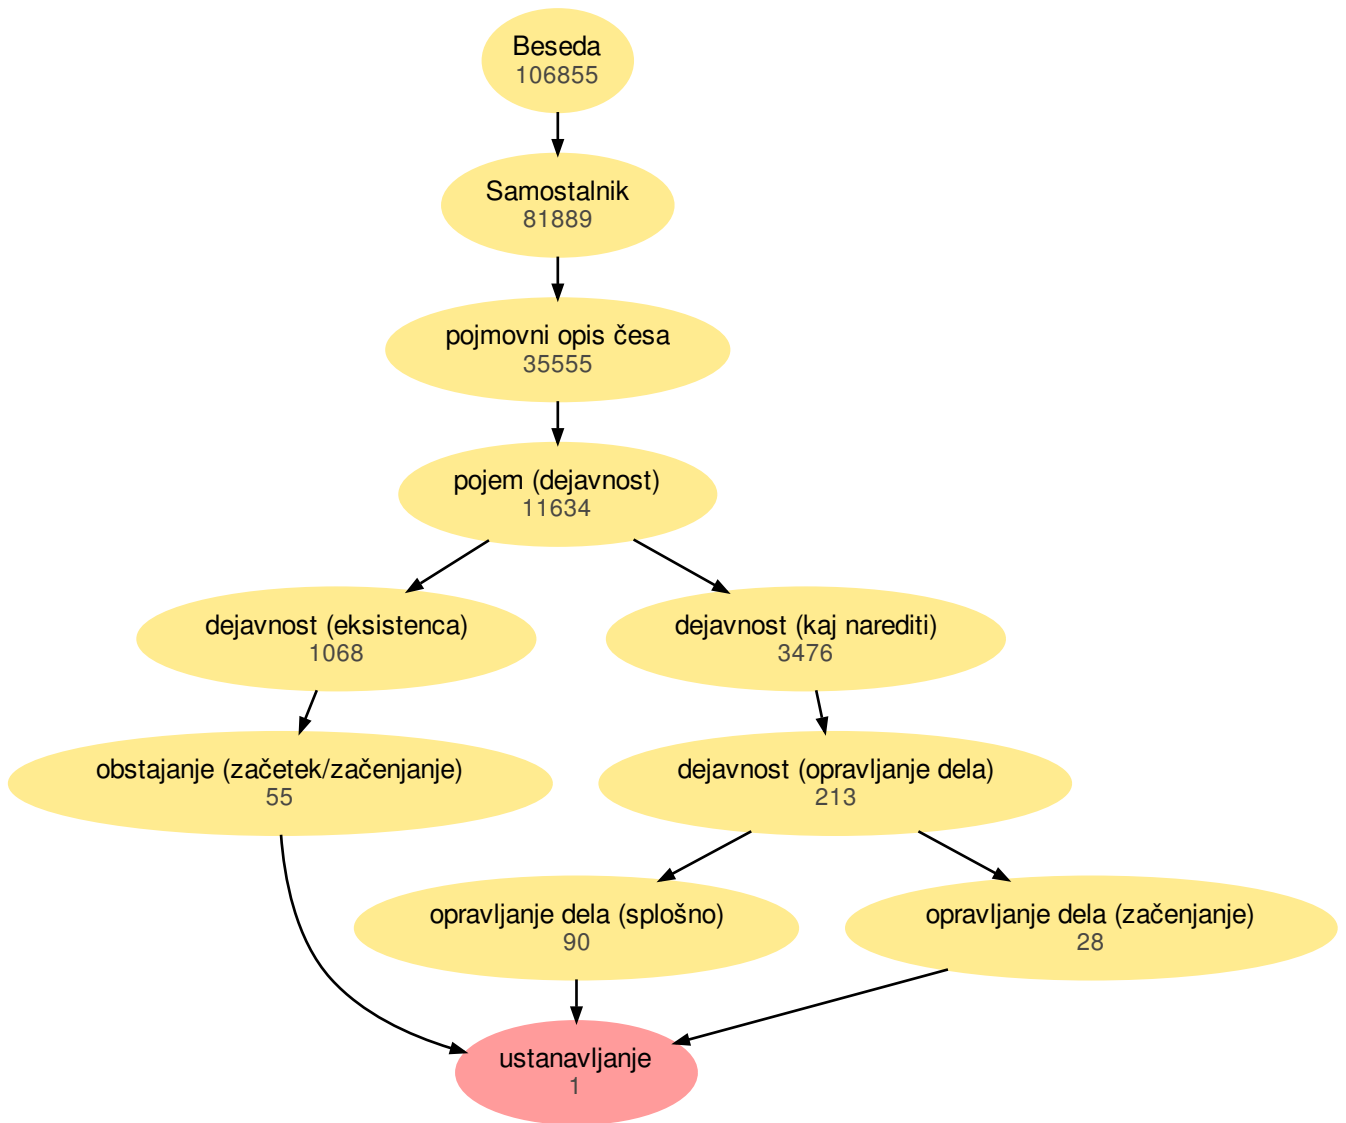 Beseda
106855
Samostalnik
81889
pojmovni opis česa
35555
pojem (dejavnost)
11634
dejavnost (eksistenca)
1068
dejavnost (kaj narediti)
3476
obstajanje (začetek/začenjanje)
55
dejavnost (opravljanje dela)
213
opravljanje dela (splošno)
90
opravljanje dela (začenjanje)
28
ustanavljanje
1